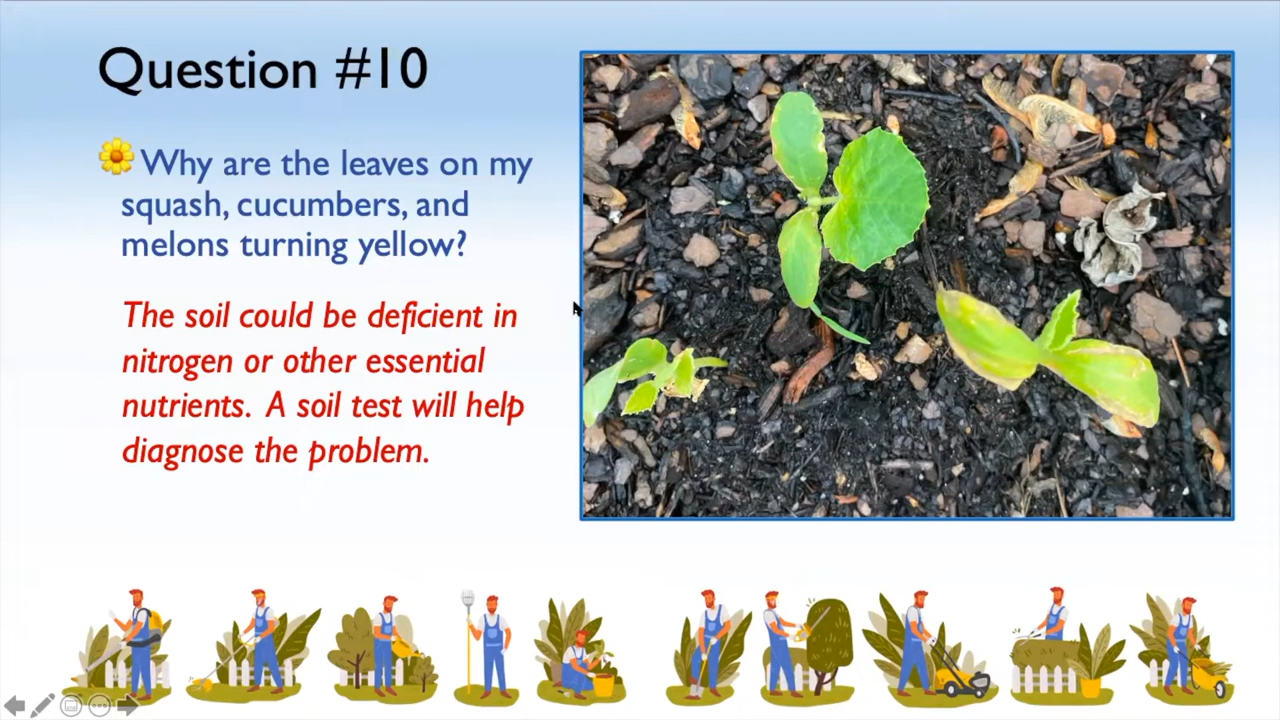 Question #10
Why are the leaves on my
squash, cucumbers, and
melons turning yellow?
The soil could be deficient in
nitrogen or other essential
nutrients. A soil test will help
diagnose the problem.